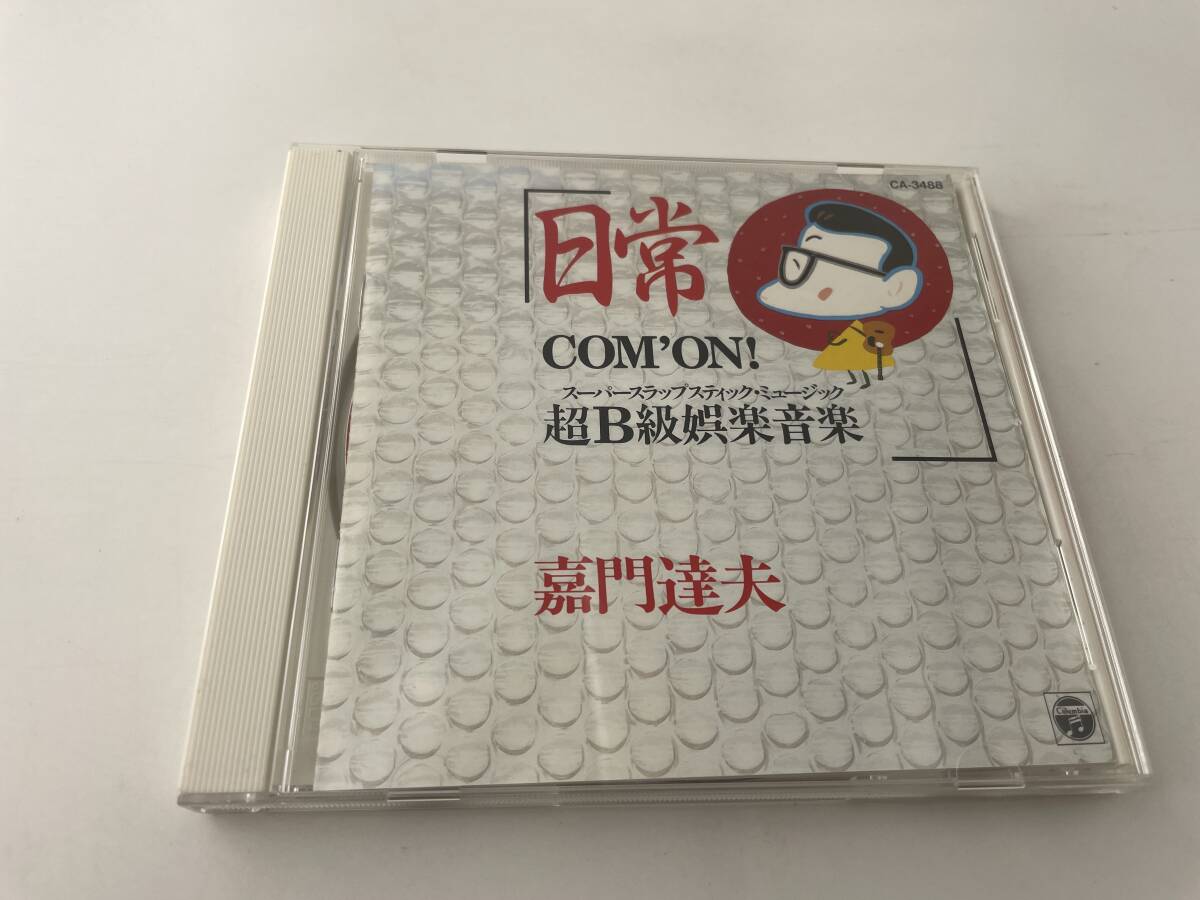 CA-3488
「日常
COM'ON!
スーパースラップスティック・ミュージック
超B級娯楽音楽」
嘉門達夫
Columbia